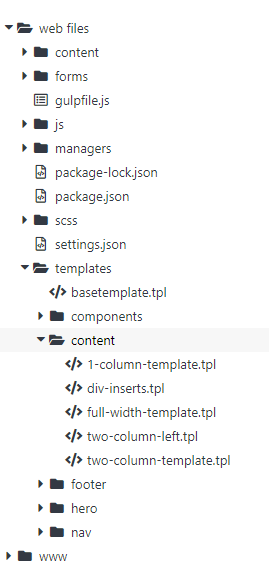 web files
content
forms
gulpfile.js
js
managers
package-lock.json
package.json
scss
settings.json
templates
basetemplate.tpl
components
content
1-column-template.tpl
div-inserts.tpl
full-width-template.tpl
two-column-left.tpl
two-column-template.tpl
footer
hero
nav
www